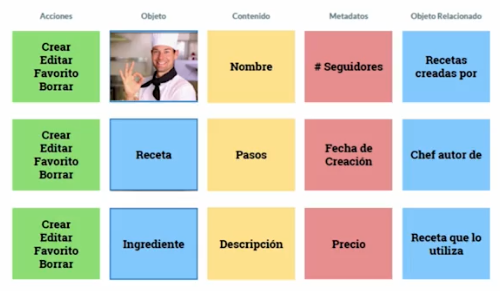 Acciones Objeto Contenido Metadatos Objeto Relacionado
Crear
Editar
Favorito
Borrar
Nombre
# Seguidores
Recetas
creadas por
Crear
Editar
Favorito
Borrar
Receta
Pasos
Fecha de
Creación
Chef autor de
Crear
Editar
Favorito
Borrar
Ingrediente
Descripción
Precio
Receta que lo
utiliza